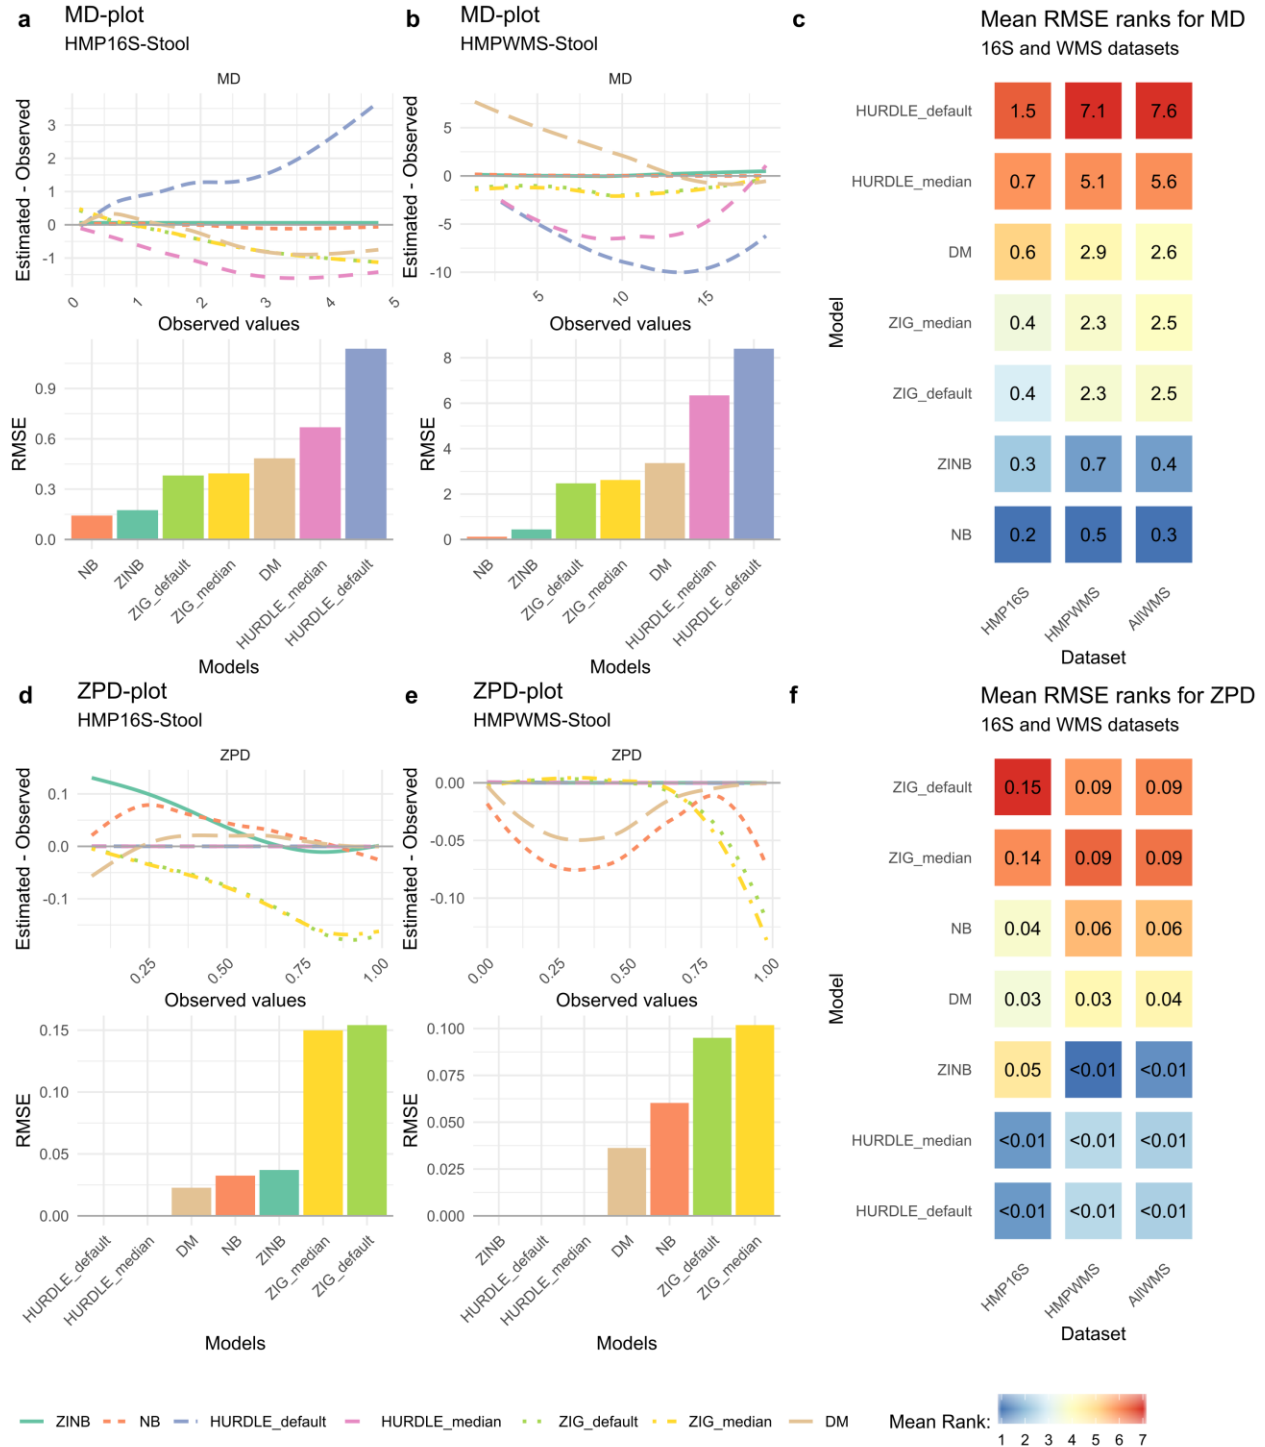 a MD-plot
HMP16S-Stool
MD
Estimated - Observed
3
2
1
0
-1
0 1 2 3 4 5
Observed values
RMSE
0.9
0.6
0.3
0.0
NB ZINB ZIG_default ZIG_median DM HURDLE_median HURDLE_default
Models
b MD-plot
HMPWMS-Stool
MD
Estimated - Observed
5
0
-5
-10
5 10 15
Observed values
RMSE
8
6
4
2
0
NB ZINB ZIG_default ZIG_median DM HURDLE_median HURDLE_default
Models
c Mean RMSE ranks for MD
16S and WMS datasets
Model
HURDLE_default 1.5 7.1 7.6
HURDLE_median 0.7 5.1 5.6
DM 0.6 2.9 2.6
ZIG_median 0.4 2.3 2.5
ZIG_default 0.4 2.3 2.5
ZINB 0.3 0.7 0.4
NB 0.2 0.5 0.3
HMP16S HMPWMS AllWMS
Dataset
d ZPD-plot
HMP16S-Stool
ZPD
Estimated - Observed
0.1
0.0
-0.1
0.25 0.50 0.75 1.00
Observed values
RMSE
0.15
0.10
0.05
0.00
HURDLE_default HURDLE_median DM NB ZINB ZIG_median ZIG_default
Models
e ZPD-plot
HMPWMS-Stool
ZPD
Estimated - Observed
0.00
-0.05
-0.10
0.00 0.25 0.50 0.75 1.00
Observed values
RMSE
0.100
0.075
0.050
0.025
0.000
ZINB HURDLE_default HURDLE_median DM NB ZIG_default ZIG_median
Models
f Mean RMSE ranks for ZPD
16S and WMS datasets
Model
ZIG_default 0.15 0.09 0.09
ZIG_median 0.14 0.09 0.09
NB 0.04 0.06 0.06
DM 0.03 0.03 0.04
ZINB 0.05 <0.01 <0.01
HURDLE_median <0.01 <0.01 <0.01
HURDLE_default <0.01 <0.01 <0.01
HMP16S HMPWMS AllWMS
Dataset
ZINB NB HURDLE_default HURDLE_median ZIG_default ZIG_median DM
Mean Rank:
1 2 3 4 5 6 7